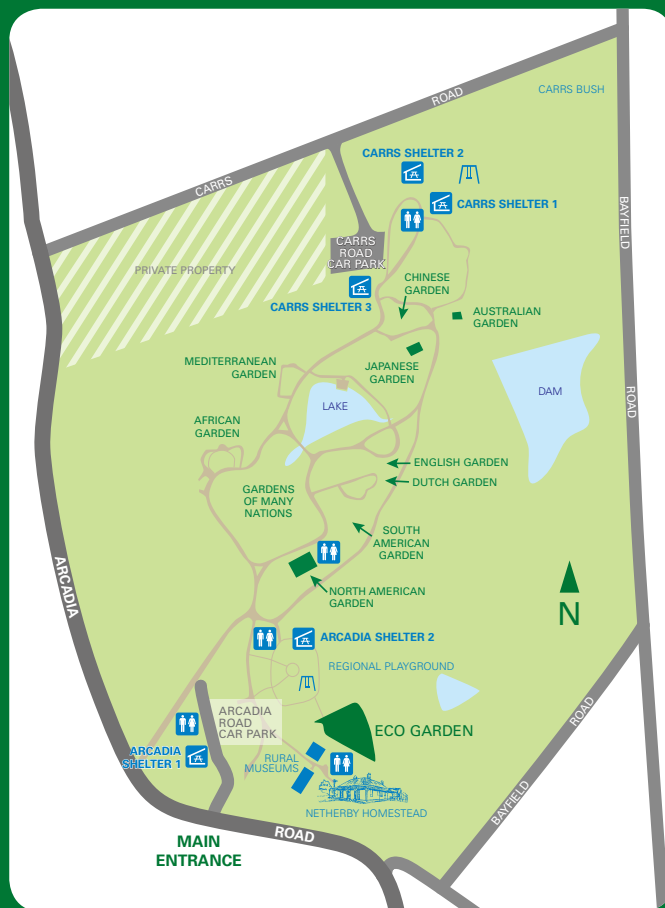 ROAD
CARRS BUSH
CARRS SHELTER 2
CARRS
CARRS SHELTER 1
BAYFIELD
CARRS
ROAD
CAR PARK
PRIVATE PROPERTY
CHINESE
GARDEN
CARRS SHELTER 3
AUSTRALIAN
GARDEN
MEDITERRANEAN
GARDEN
JAPANESE
GARDEN
DAM
ROAD
LAKE
AFRICAN
GARDEN
ENGLISH GARDEN
DUTCH GARDEN
GARDENS
OF MANY
NATIONS
SOUTH
AMERICAN
GARDEN
ARCADIA
NORTH AMERICAN
GARDEN
N
ARCADIA SHELTER 2
REGIONAL PLAYGROUND
ARCADIA
ROAD
CAR PARK
ROAD
ECO GARDEN
ARCADIA
SHELTER 1
RURAL
MUSEUMS
BAYFIELD
NETHERBY HOMESTEAD
ROAD
MAIN
ENTRANCE